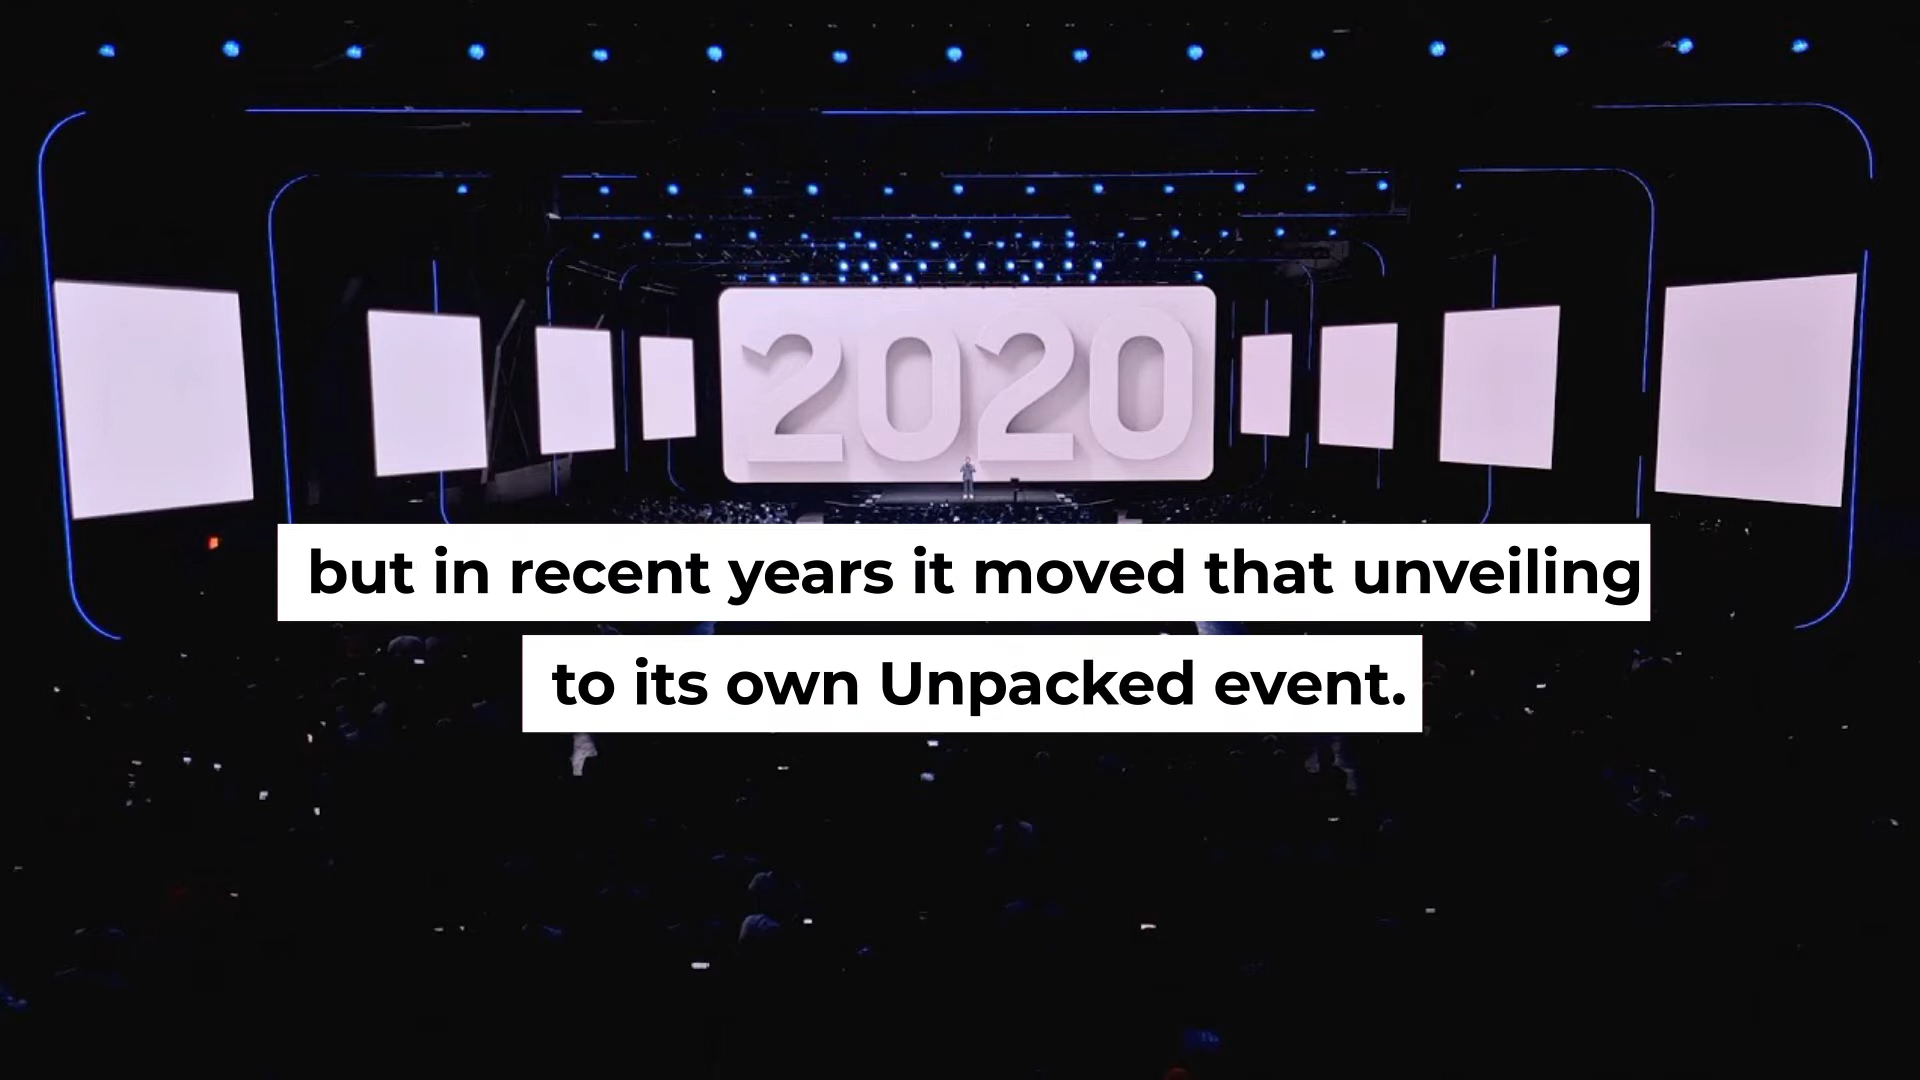 2020
but in recent years it moved that unveiling
to its own Unpacked event.